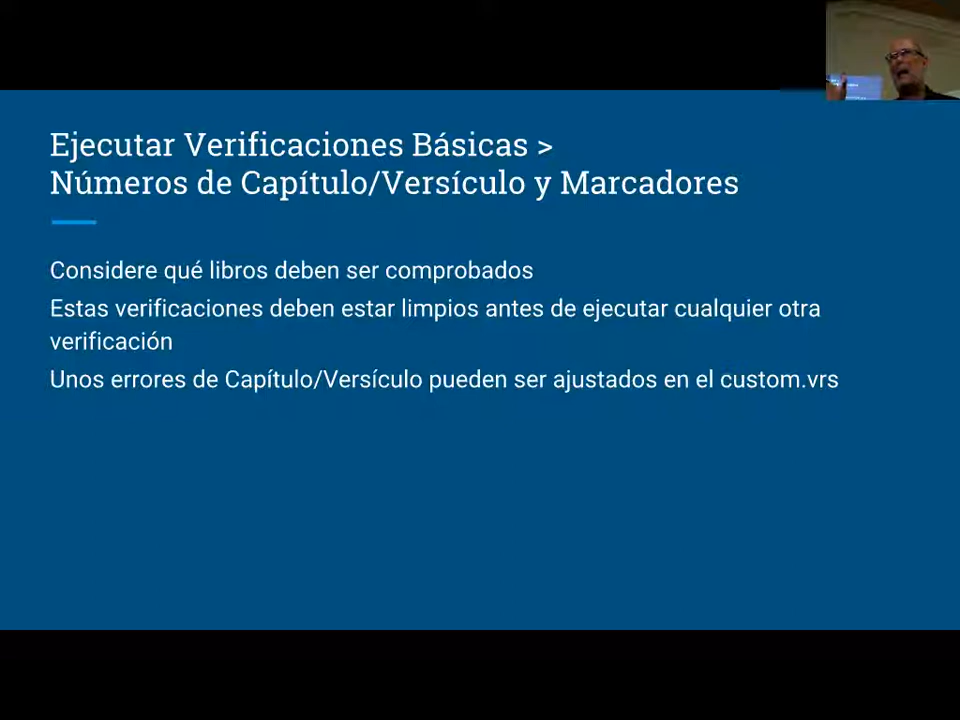 Ejecutar Verificaciones Básicas >
Números de Capítulo/Versículo y Marcadores
Considere qué libros deben ser comprobados
Estas verificaciones deben estar limpios antes de ejecutar cualquier otra
verificación
Unos errores de Capítulo/Versículo pueden ser ajustados en el custom.vrs